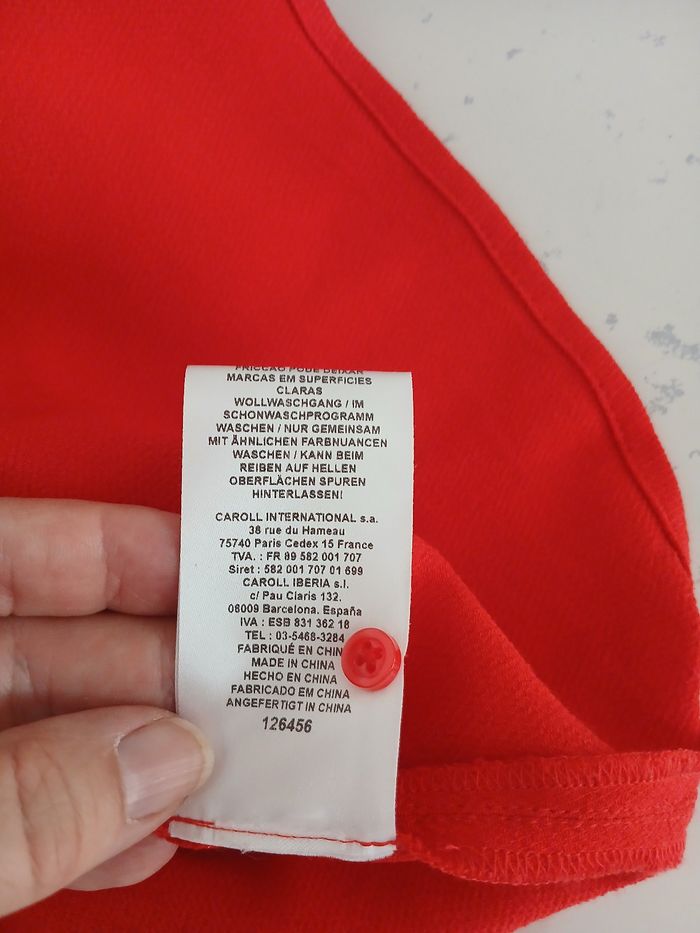 FRICÇÃO PODE DEIXAR
MARCAS EM SUPERFICIES
CLARAS
WOLLWASCHGANG / IM
SCHONWASCHPROGRAMM
WASCHEN / NUR GEMEINSAM
MIT ÄHNLICHEN FARBNUANCEN
WASCHEN / KANN BEIM
REIBEN AUF HELLEN
OBERFLÄCHEN SPUREN
HINTERLASSEN!
CAROLL INTERNATIONAL s.a.
38 rue du Hameau
75740 Paris Cedex 15 France
TVA. : FR 89 582 001 707
Siret : 582 001 707 01 699
CAROLL IBERIA s.l.
c/ Pau Claris 132.
08009 Barcelona. España
IVA : ESB 831 362 18
TEL : 03-5468-3284
FABRIQUÉ EN CHIN
MADE IN CHINA
HECHO EN CHINA
FABRICADO EM CHINA
ANGEFERTIGT IN CHINA
126456